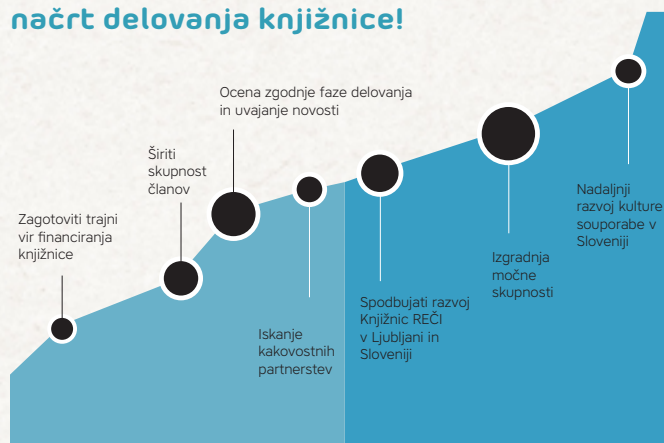 načrt delovanja knjižnice!
Zagotoviti trajni
vir financiranja
knjižnice
Širiti
skupnost
članov
Ocena zgodnje faze delovanja
in uvajanje novosti
Iskanje
kakovostnih
partnerstev
Spodbujati razvoj
Knjižnic REČI
v Ljubljani in
Sloveniji
Izgradnja
močne
skupnosti
Nadaljnji
razvoj kulture
souporabe v
Sloveniji